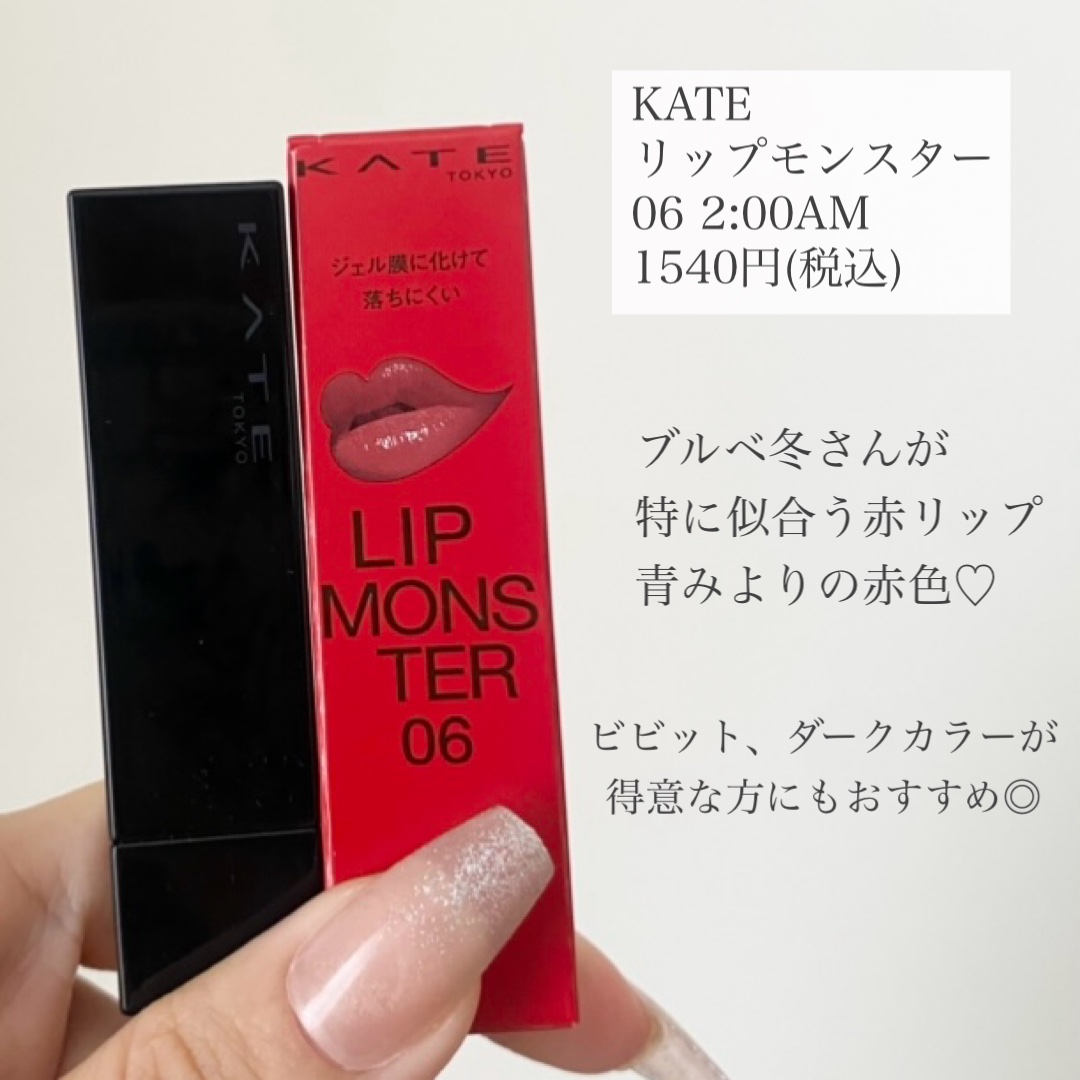 KATE
リップモンスター
06 2:00AM
1540円(税込)
KATE
TOKYO
ジェル膜に化けて
落ちにくい
LIP
MONS
TER
06
KATE
TOKYO
ブルベ冬さんが
特に似合う赤リップ
青みよりの赤色♡
ビビット、ダークカラーが
得意な方にもおすすめ◎